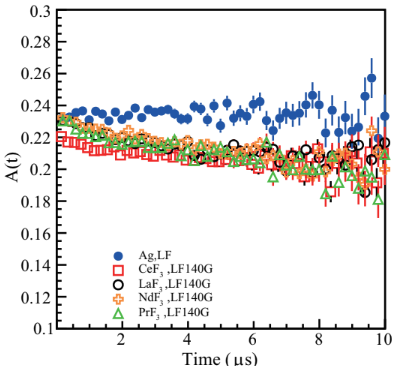 0.3
0.28
0.26
0.24
0.22
0.2
0.18
0.16
0.14
0.12
0.1
A(t)
Ag,LF
CeF3,LF140G
LaF3,LF140G
NdF3,LF140G
PrF3,LF140G
2 4 6 8 10
Time (μs)